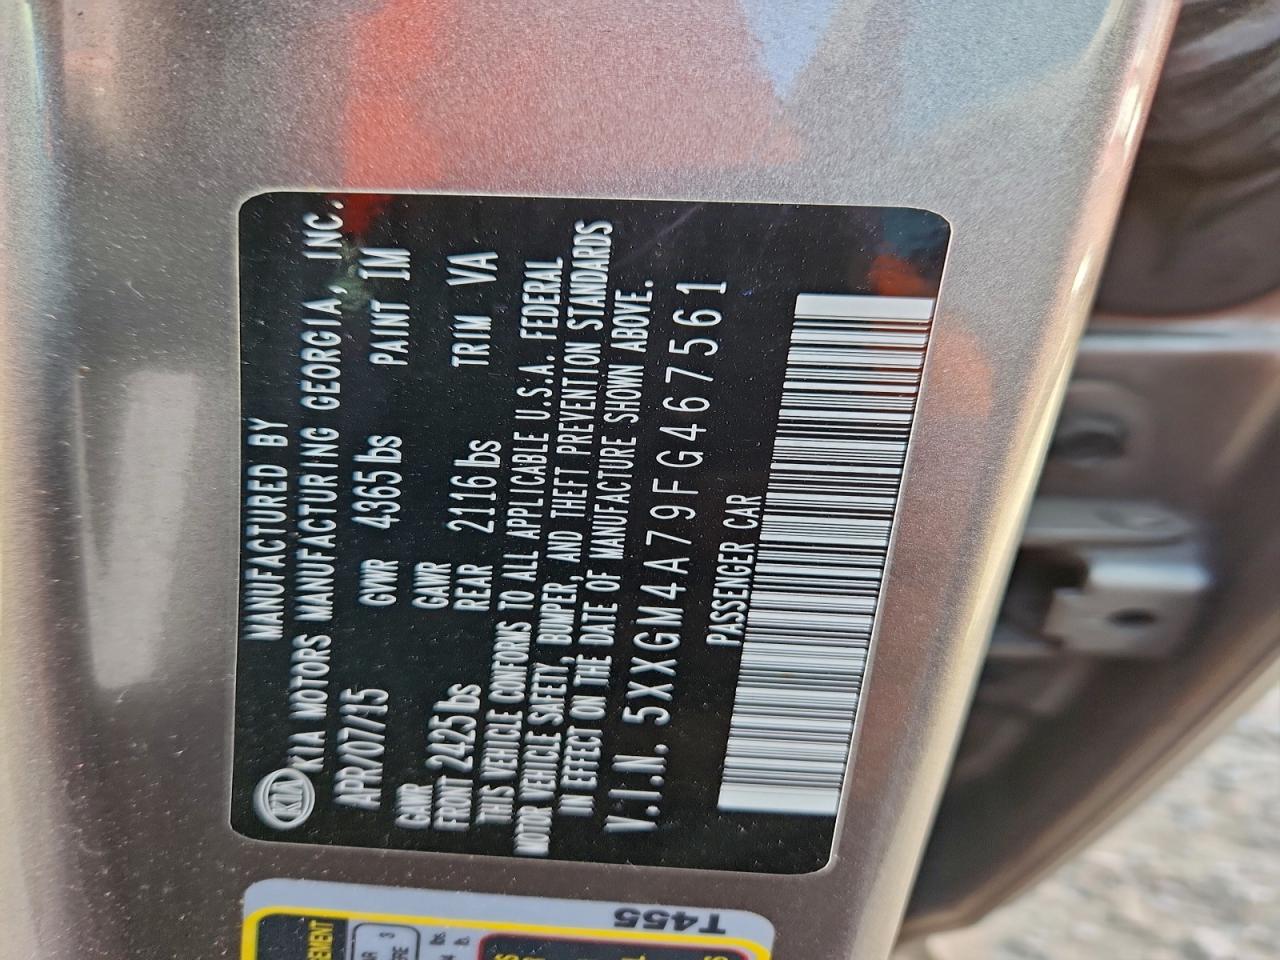 MANUFACTURED BY
KIA KIA MOTORS MANUFACTURING GEORGIA, INC.
APR/07/15 GVWR 4365 lbs PAINT IM
GAWR GAWR
FRONT 2425 lbs REAR 2116 lbs TRIM VA
THIS VEHICLE CONFORMS TO ALL APPLICABLE U.S.A. FEDERAL
MOTOR VEHICLE SAFETY, BUMPER, AND THEFT PREVENTION STANDARDS
IN EFFECT ON THE DATE OF MANUFACTURE SHOWN ABOVE.
V.I.N. 5XXGM4A79FG467561
PASSENGER CAR
T455